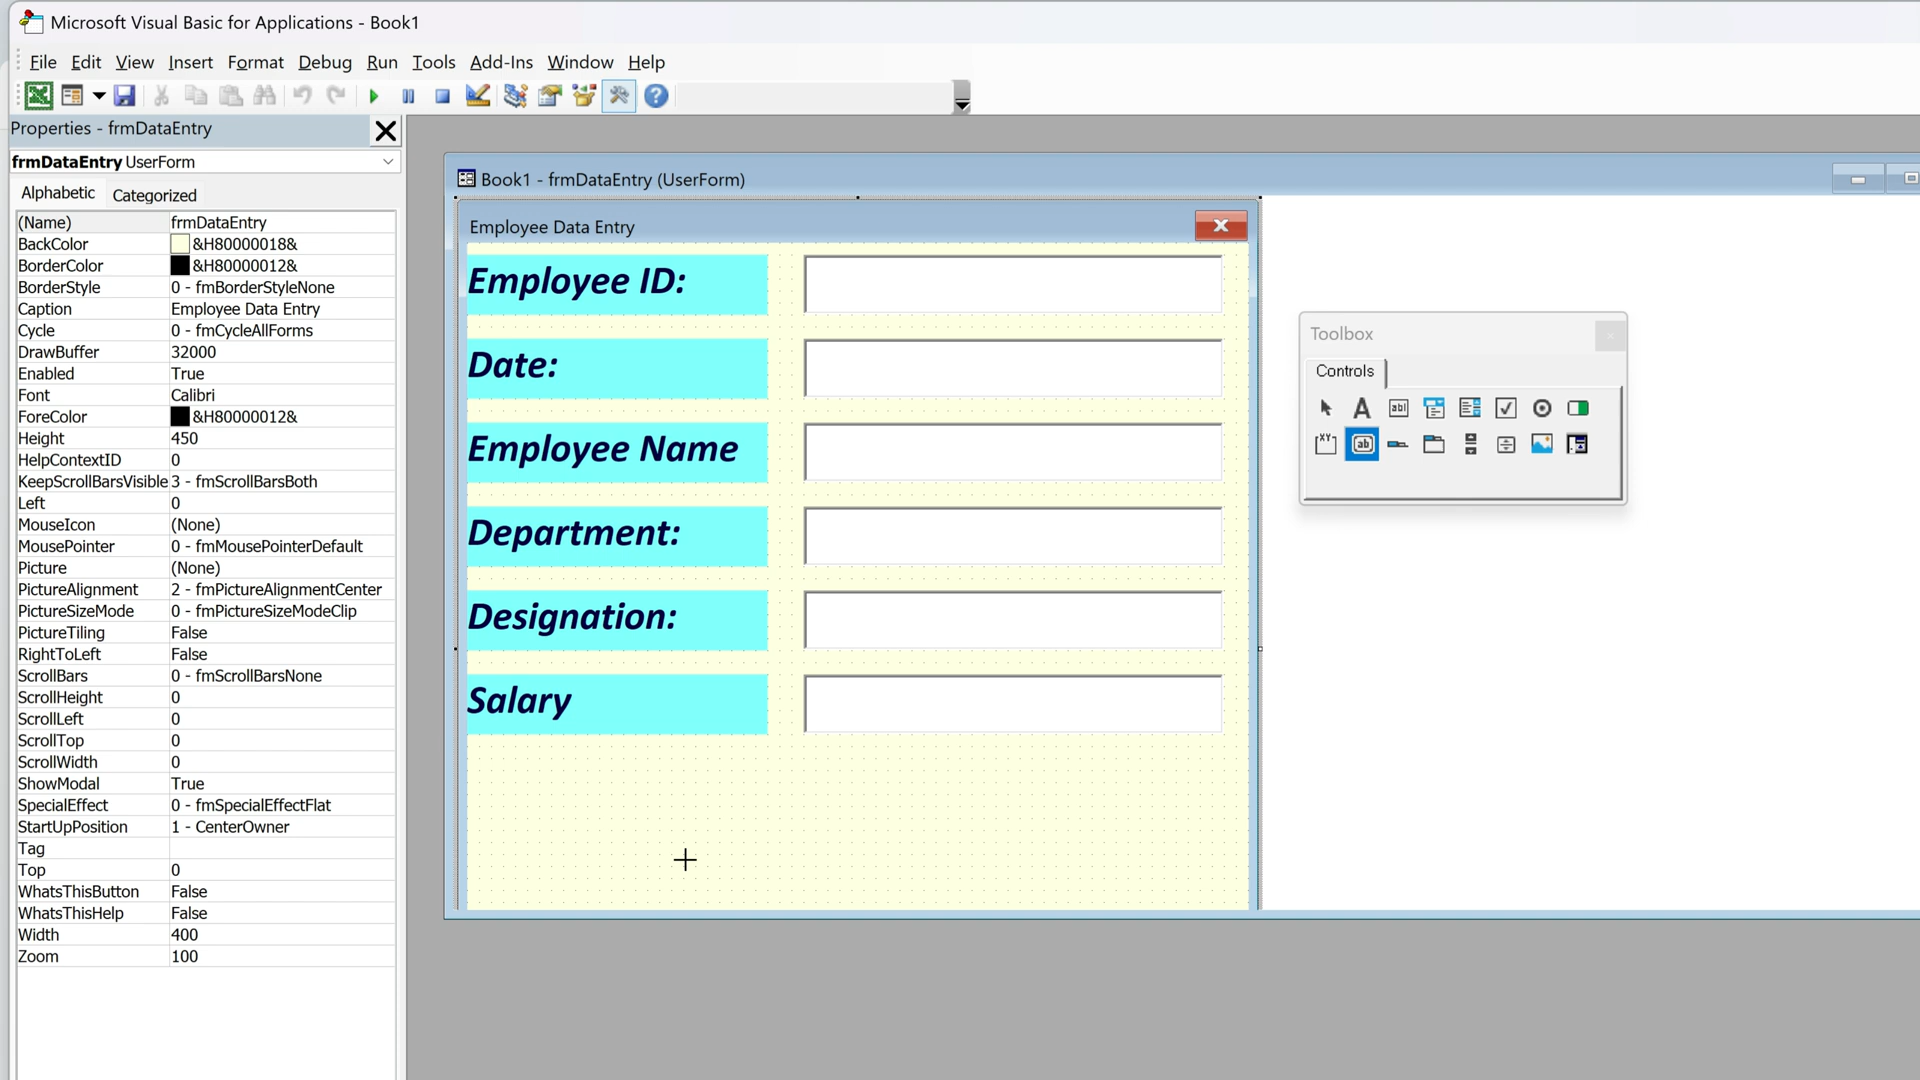 Microsoft Visual Basic for Applications - Book1
File Edit View Insert Format Debug Run Tools Add-Ins Window Help
Properties - frmDataEntry
frmDataEntry UserForm
Alphabetic Categorized
(Name) frmDataEntry
BackColor &H80000018&
BorderColor &H80000012&
BorderStyle 0 - fmBorderStyleNone
Caption Employee Data Entry
Cycle 0 - fmCycleAllForms
DrawBuffer 32000
Enabled True
Font Calibri
ForeColor &H80000012&
Height 450
HelpContextID 0
KeepScrollBarsVisible 3 - fmScrollBarsBoth
Left 0
MouseIcon (None)
MousePointer 0 - fmMousePointerDefault
Picture (None)
PictureAlignment 2 - fmPictureAlignmentCenter
PictureSizeMode 0 - fmPictureSizeModeClip
PictureTiling False
RightToLeft False
ScrollBars 0 - fmScrollBarsNone
ScrollHeight 0
ScrollLeft 0
ScrollTop 0
ScrollWidth 0
ShowModal True
SpecialEffect 0 - fmSpecialEffectFlat
StartUpPosition 1 - CenterOwner
Tag
Top 0
WhatsThisButton False
WhatsThisHelp False
Width 400
Zoom 100
Book1 - frmDataEntry (UserForm)
Employee Data Entry
Employee ID:
Date:
Employee Name
Department:
Designation:
Salary
Toolbox
Controls
A abl
XY ab